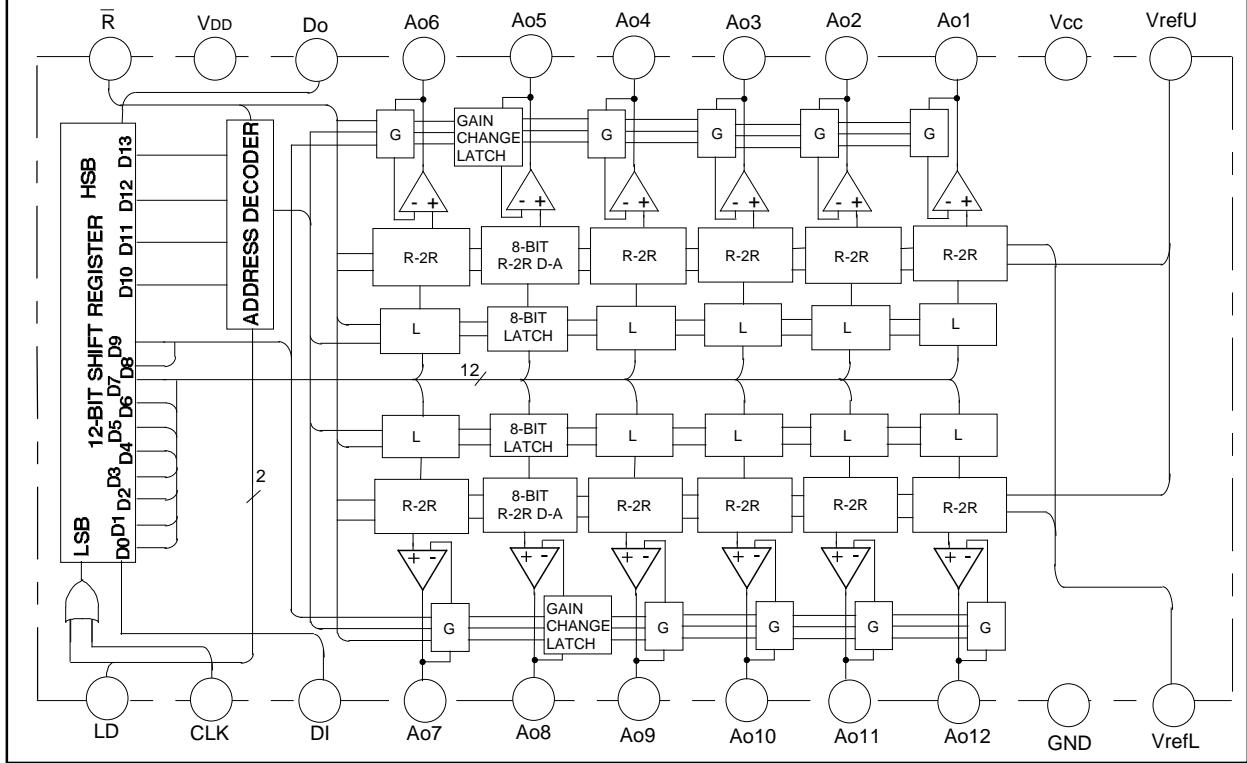 R VDD Do Ao6 Ao5 Ao4 Ao3 Ao2 Ao1 Vcc VrefU
12-BIT SHIFT REGISTER
HSB
LSB
D13
D12
D11
D10
D9
D8
D7
D6
D5
D4
D3
D2
D1
D0
ADDRESS DECODER
G GAIN CHANGE LATCH G G G G
- + - + - + - + - + - +
R-2R 8-BIT R-2R D-A R-2R R-2R R-2R R-2R
L 8-BIT LATCH L L L L
12
L 8-BIT LATCH L L L L
2
R-2R 8-BIT R-2R D-A R-2R R-2R R-2R R-2R
+ - + - + - + - + - + -
G GAIN CHANGE LATCH G G G G
LD CLK DI Ao7 Ao8 Ao9 Ao10 Ao11 Ao12 GND VrefL